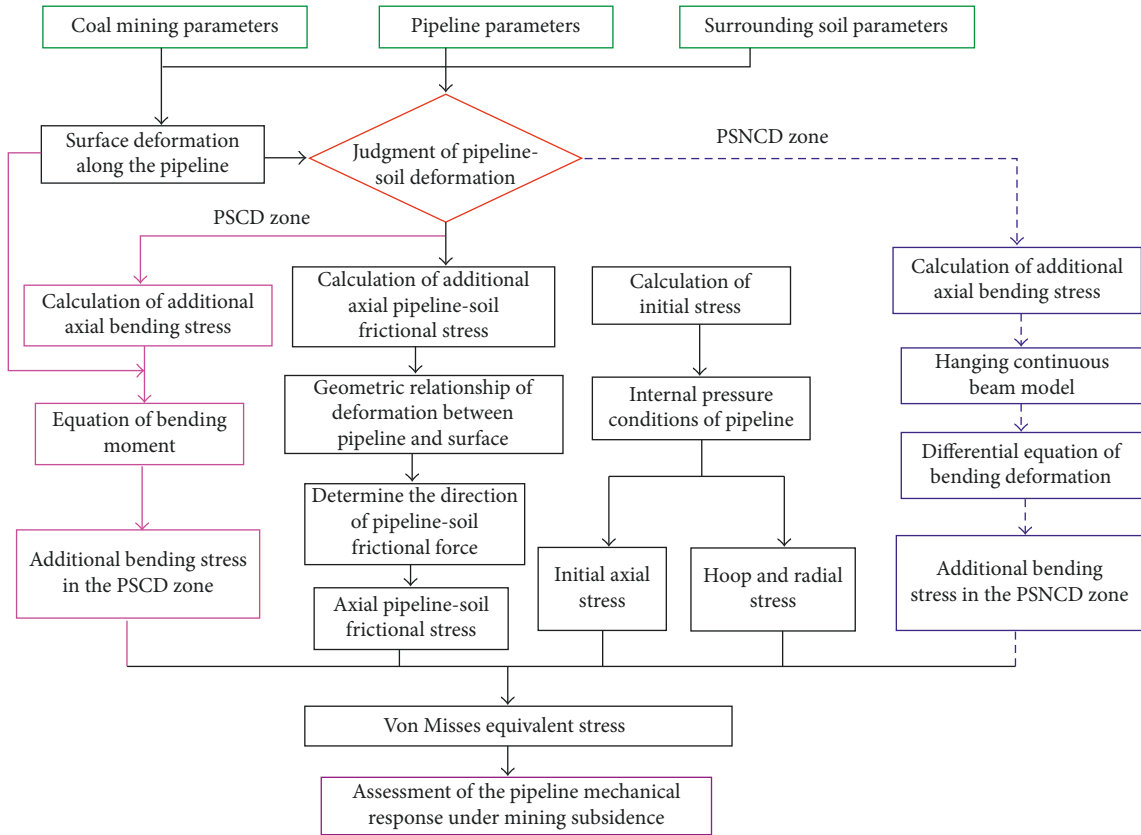 Coal mining parameters
Pipeline parameters
Surrounding soil parameters
Surface deformation
along the pipeline
Judgment of pipeline-
soil deformation
PSNCD zone
PSCD zone
Calculation of additional
axial bending stress
Calculation of additional
axial pipeline-soil
frictional stress
Calculation of
initial stress
Calculation of additional
axial bending stress
Hanging continuous
beam model
Geometric relationship of
deformation between
pipeline and surface
Internal pressure
conditions of pipeline
Equation of bending
moment
Differential equation of
bending deformation
Determine the direction
of pipeline-soil
frictional force
Additional bending stress
in the PSCD zone
Initial axial
stress
Hoop and radial
stress
Additional bending
stress in the PSNCD zone
Axial pipeline-soil
frictional stress
Von Misses equivalent stress
Assessment of the pipeline mechanical
response under mining subsidence